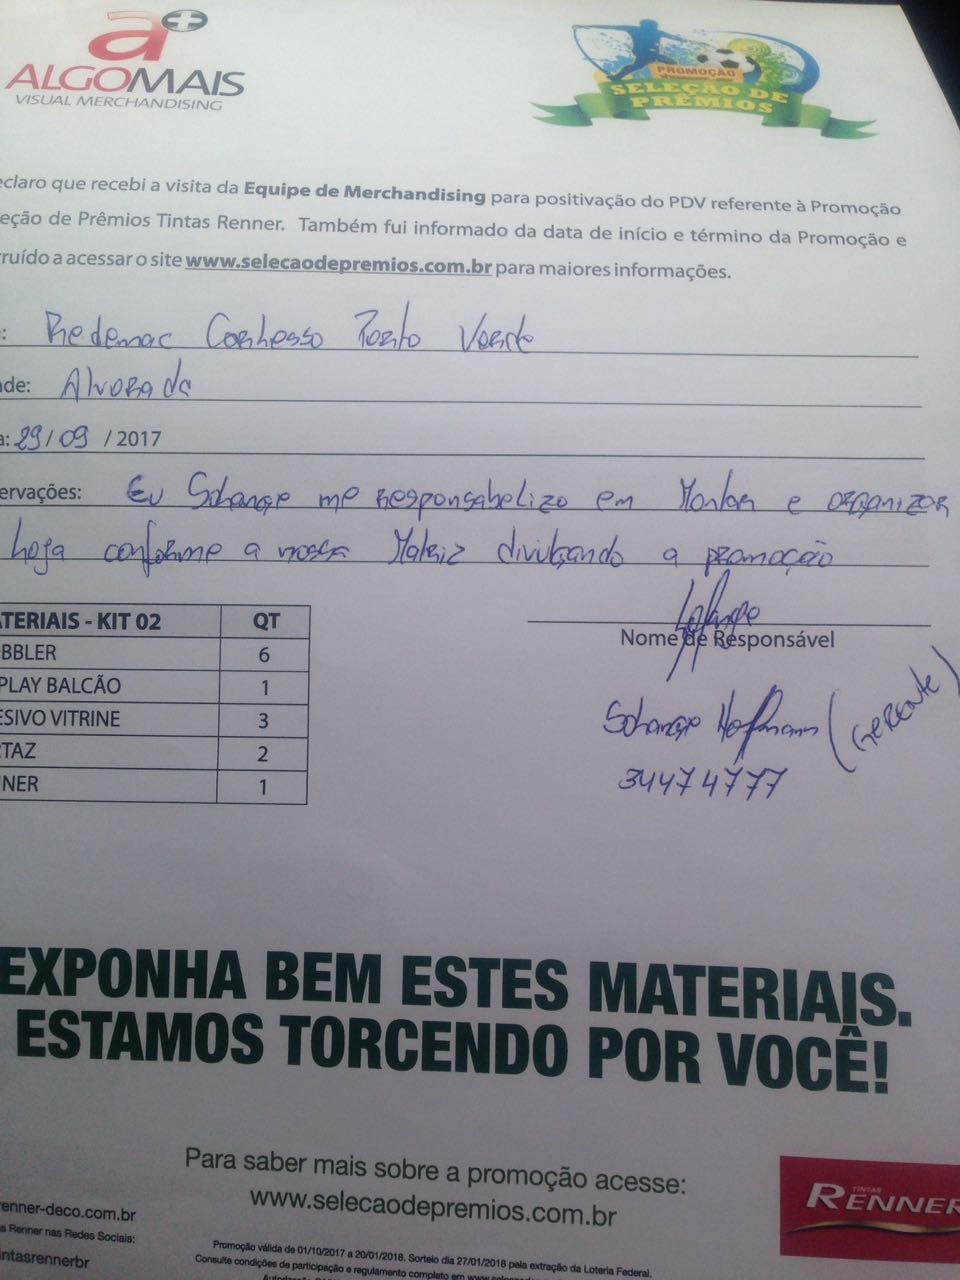 a+
ALGOMAIS
VISUAL MERCHANDISING
PROMOÇÃO
SELEÇÃO DE
PRÊMIOS
eclaro que recebi a visita da Equipe de Merchandising para positivação do PDV referente à Promoção
eção de Prêmios Tintas Renner. Também fui informado da data de início e término da Promoção e
ruído a acessar o site www.selecaodepremios.com.br para maiores informações.
: Redemac Conhesso Porto Verde
ade: Alvorada
a: 29/09 / 2017
ervações: Eu Solange me Responsabelizo em Montar e organizar
loja conforme a nossa Matriz divulgando a promoção
ATERIAIS - KIT 02 QT
BBLER 6
PLAY BALCÃO 1
ESIVO VITRINE 3
RTAZ 2
NER 1
Solange
Nome de Responsável
Solange Hofmann (GERENTE)
34474777
EXPONHA BEM ESTES MATERIAIS.
ESTAMOS TORCENDO POR VOCÊ!
Para saber mais sobre a promoção acesse:
www.selecaodepremios.com.br
TINTAS
RENNER
renner-deco.com.br
s Renner nas Redes Sociais:
intasrennerbr
Promoção válida de 01/10/2017 a 20/01/2018. Sorteio dia 27/01/2018 pela extração da Loteria Federal.
Consulte condições de participação e regulamento completo em www.selecao